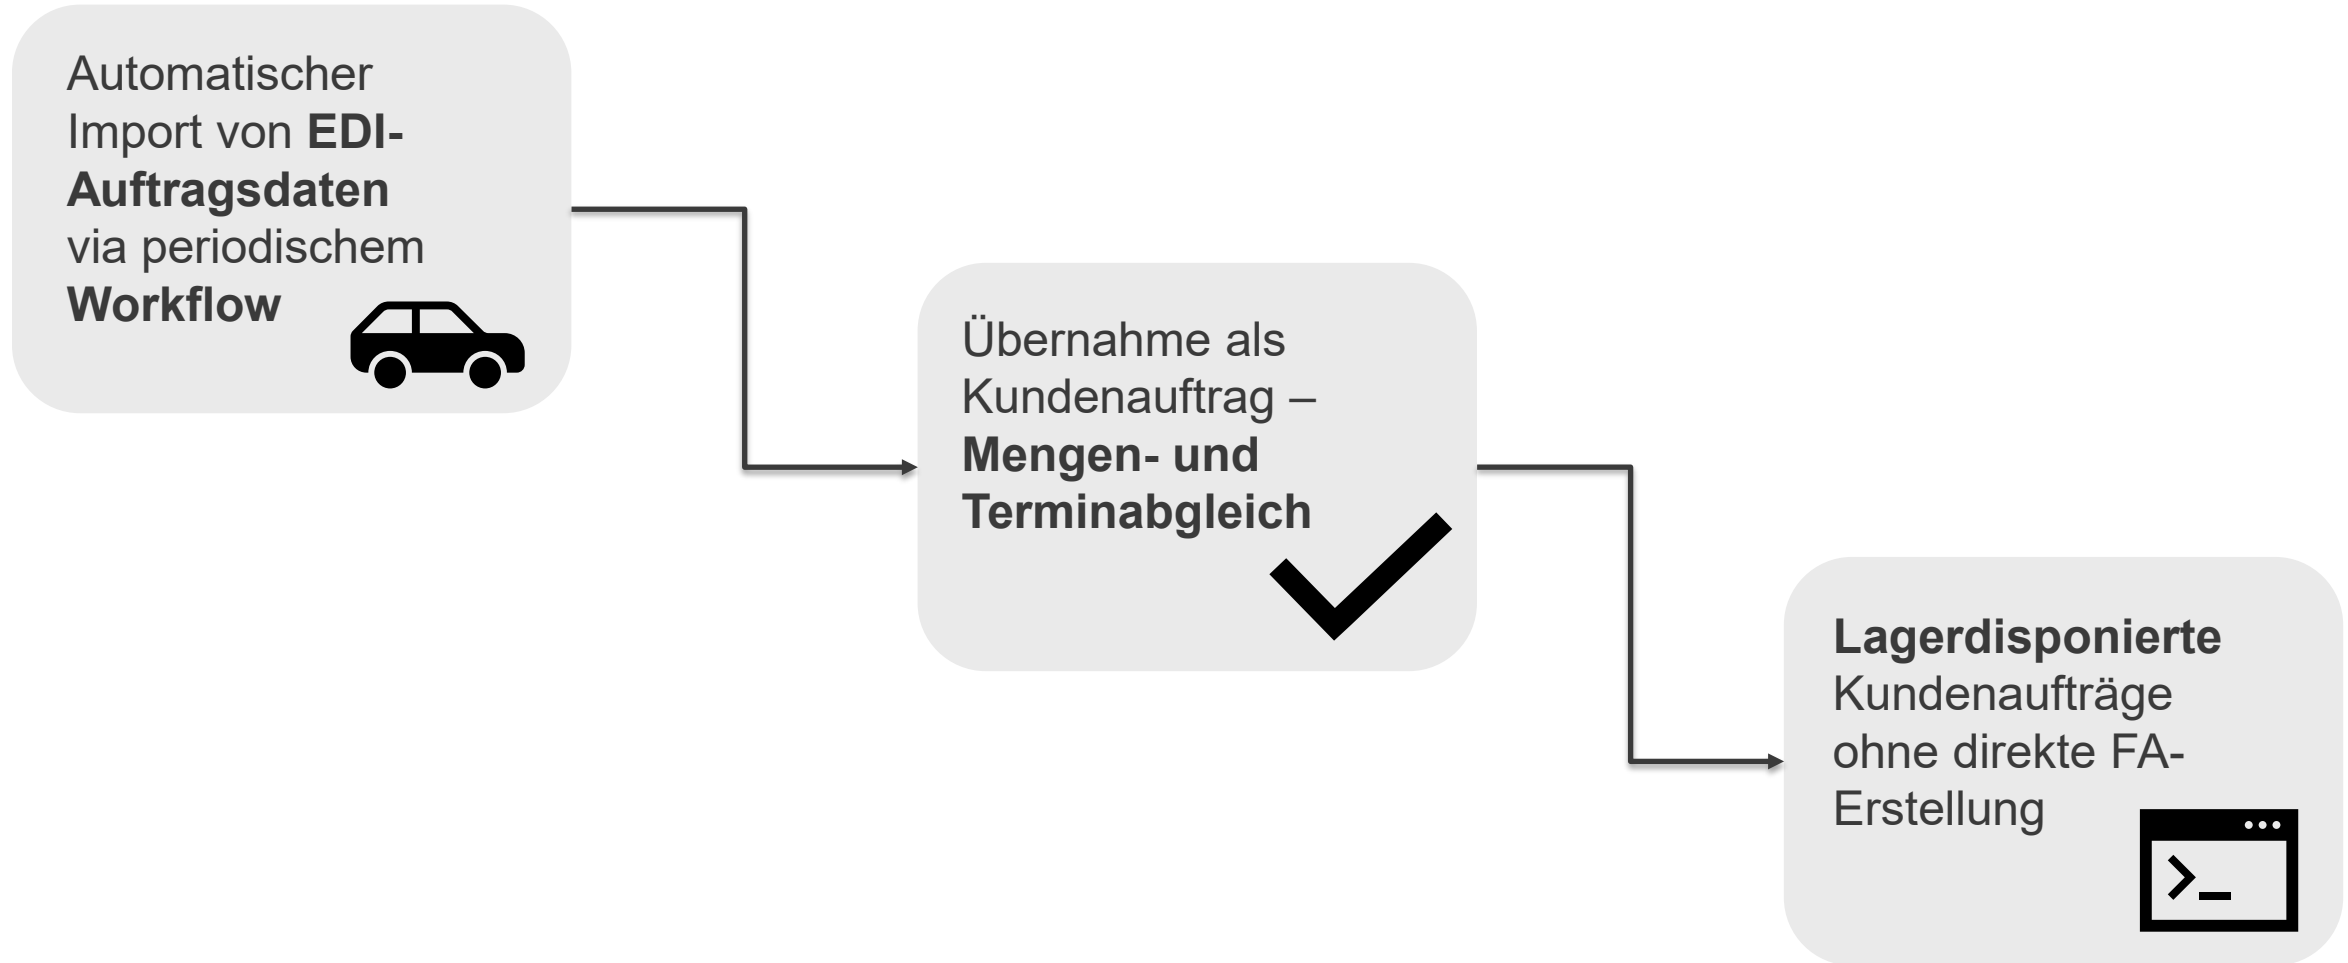 Automatischer
Import von EDI-
Auftragsdaten
via periodischem
Workflow
Übernahme als
Kundenauftrag –
Mengen- und
Terminabgleich
Lagerdisponierte
Kundenaufträge
ohne direkte FA-
Erstellung